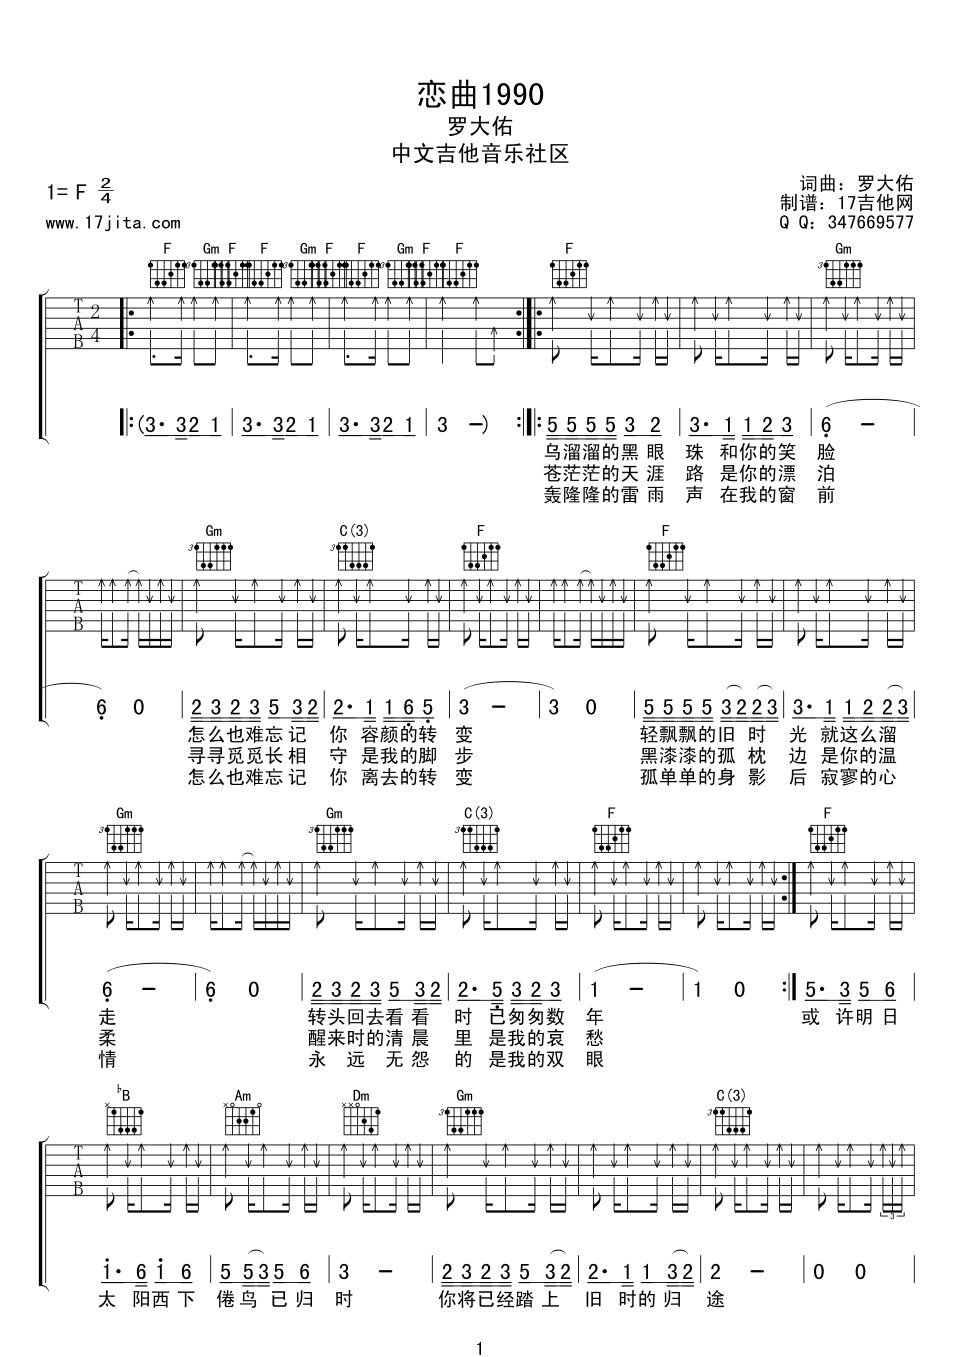 恋曲1990
罗大佑
中文吉他音乐社区
1= F 2/4
词曲：罗大佑
制谱：17吉他网
www.17jita.com
Q Q：347669577
F Gm F F Gm F Gm F F F Gm
T A B 2 4
(3· 3 2 1 3· 3 2 1 3· 3 2 1 3 －) 5 5 5 5 3 2 3· 1 1 2 3 6 －
乌溜溜的黑眼珠 和你的笑脸
苍茫茫的天涯路 是你的漂泊
轰隆隆的雷雨声 在我的窗前
Gm C(3) F F
T A B
6 0 2 3 2 3 5 3 2 2· 1 1 6 5 3 － 3 0 5 5 5 5 3 2 2 3 3· 1 1 2 2 3
怎么也难忘记 你 容颜的转变 轻飘飘的旧时光 就这么溜
寻寻觅觅长相 守 是我的脚步 黑漆漆的孤枕边 是你的温
怎么也难忘记 你 离去的转变 孤单单的身影后 寂寥的心
Gm Gm C(3) F F
T A B
6 － 6 0 2 3 2 3 5 3 2 2· 5 3 2 3 1 － 1 0 5· 3 5 6
走 转头回去看看时 已匆匆数年 或 许明日
柔 醒来时的清晨里 是我的哀愁
情 永远无怨的 是我的双眼
♭B Am Dm Gm C(3)
T A B
3
1· 6 1 6 5 5 3 5 6 3 － 2 3 2 3 5 3 2 2· 1 1 3 2 2 － 0 0
太 阳西下 倦鸟已归时 你将已经踏上 旧 时的归途
1